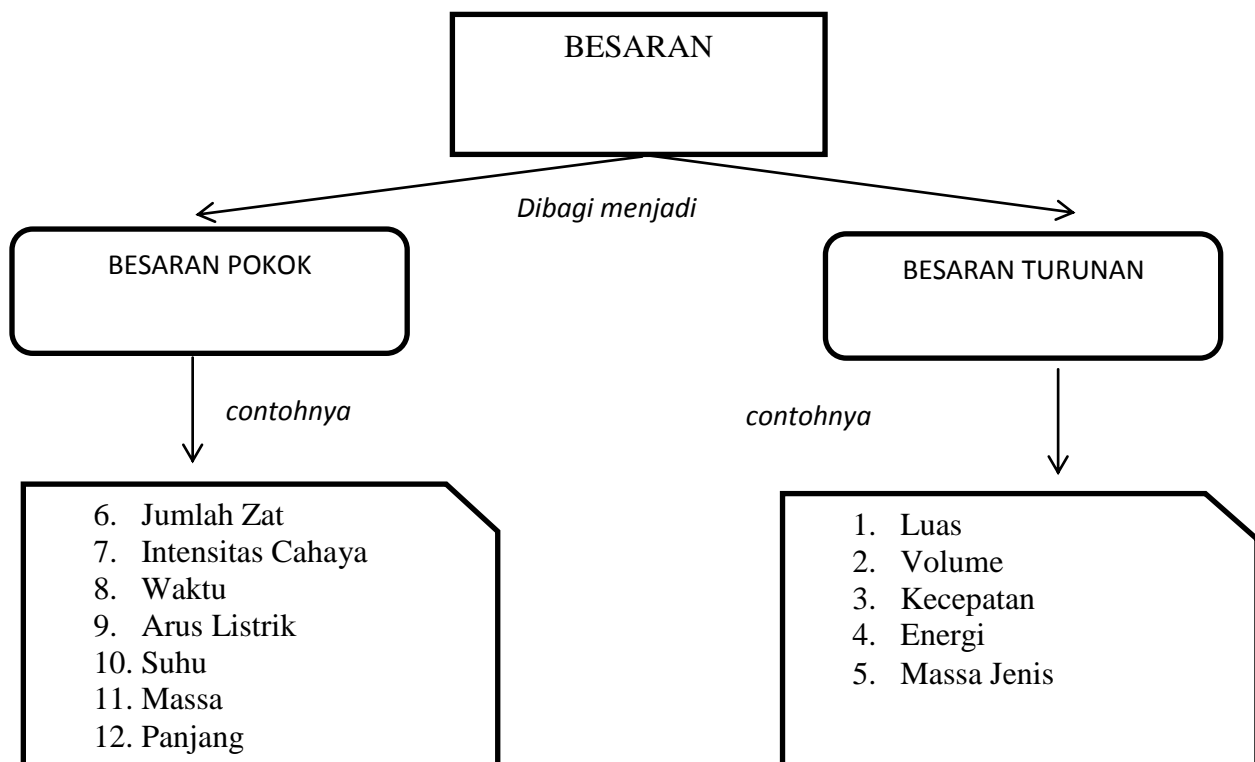 BESARAN
Dibagi menjadi
BESARAN POKOK
BESARAN TURUNAN
contohnya
contohnya
6. Jumlah Zat
7. Intensitas Cahaya
8. Waktu
9. Arus Listrik
10. Suhu
11. Massa
12. Panjang
1. Luas
2. Volume
3. Kecepatan
4. Energi
5. Massa Jenis